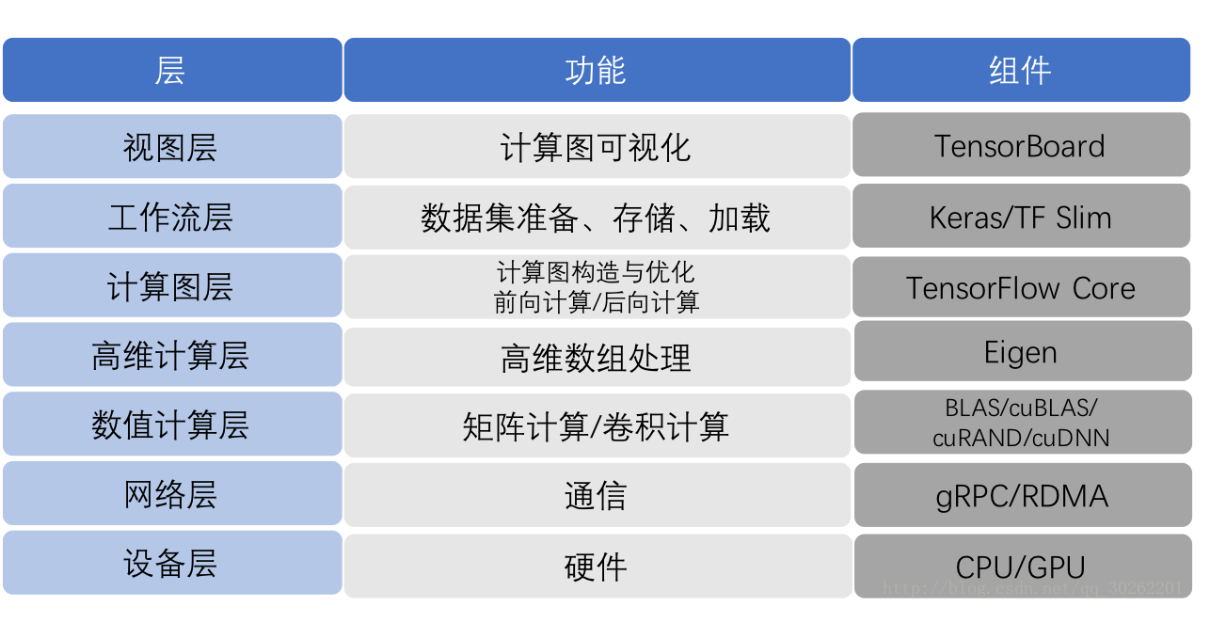 层 功能 组件
视图层 计算图可视化 TensorBoard
工作流层 数据集准备、存储、加载 Keras/TF Slim
计算图层 计算图构造与优化 TensorFlow Core
前向计算/后向计算
高维计算层 高维数组处理 Eigen
数值计算层 矩阵计算/卷积计算 BLAS/cuBLAS/
cuRAND/cuDNN
网络层 通信 gRPC/RDMA
设备层 硬件 CPU/GPU
http://blog.csdn.net/qq_30262201